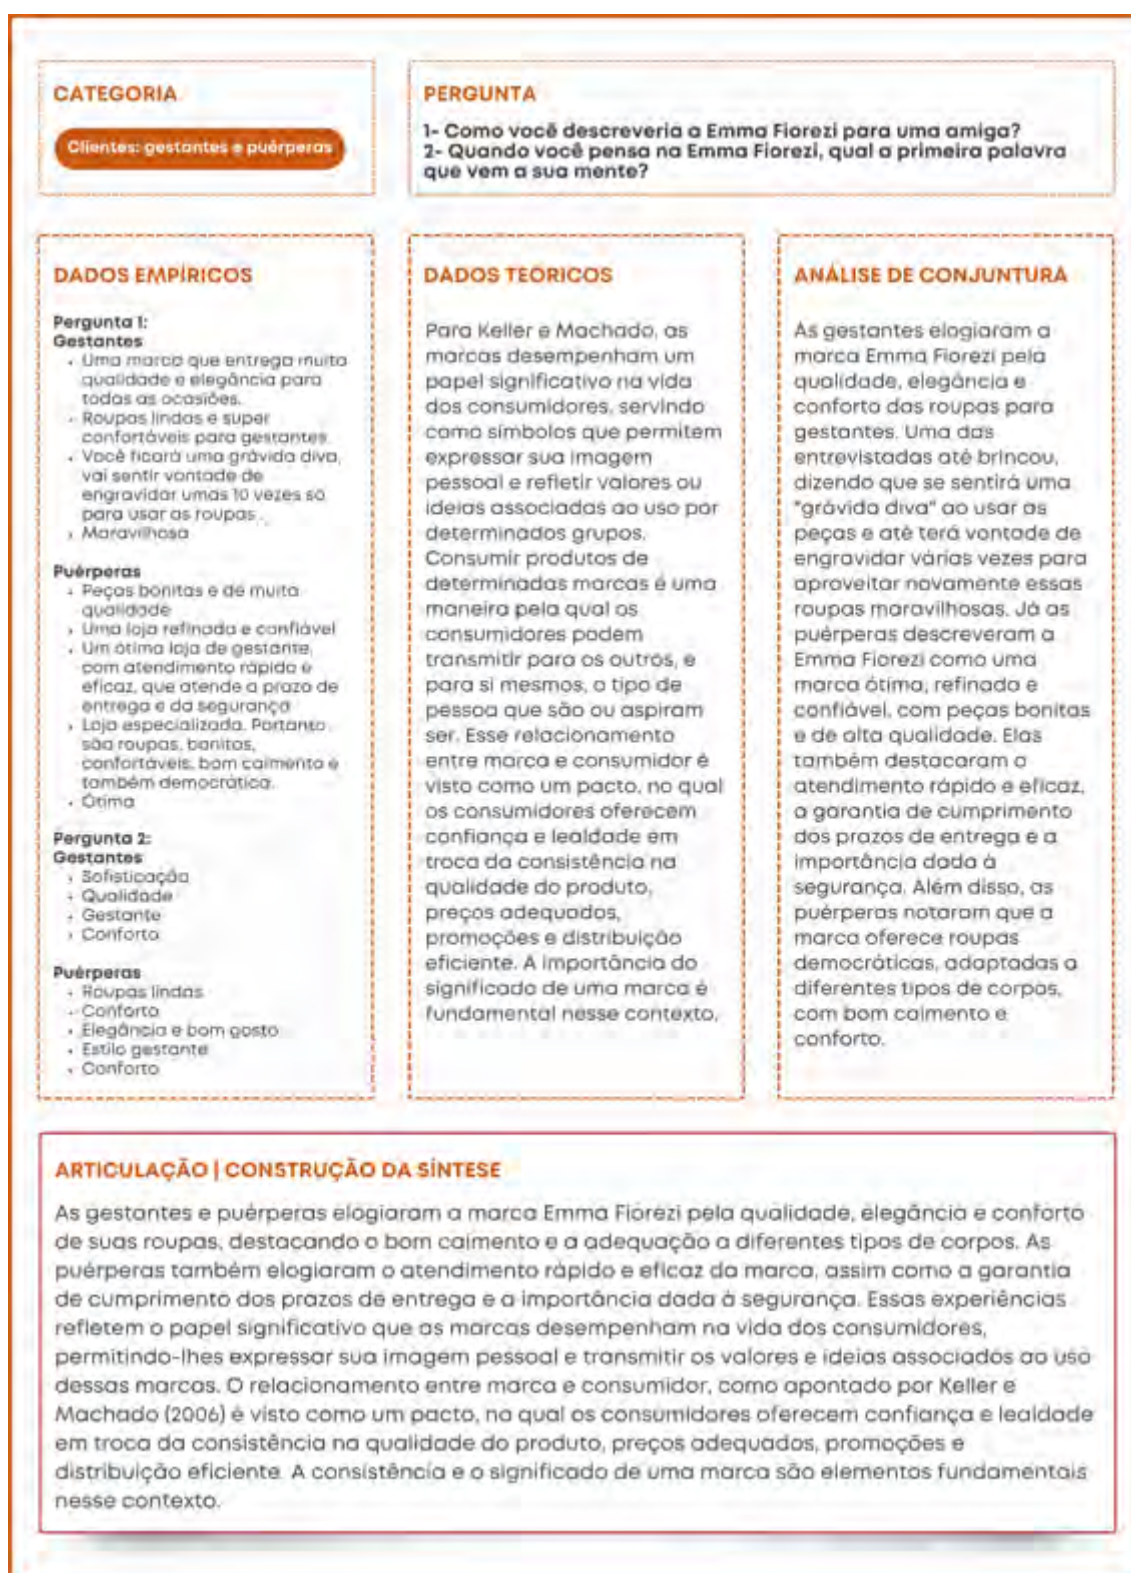 CATEGORIA
Clientes: gestantes e puérperas
PERGUNTA
1- Como você descreveria a Emma Fiorezi para uma amiga?
2- Quando você pensa na Emma Fiorezi, qual a primeira palavra
que vem a sua mente?
DADOS EMPÍRICOS
Pergunta 1:
Gestantes
• Uma marca que entrega muita
qualidade e elegância para
todas as ocasiões.
• Roupas lindas e super
confortáveis para gestantes
• Você ficará uma grávida diva,
vai sentir vontade de
engravidar umas 10 vezes só
para usar as roupas .
• Maravilhosa
Puérperas
• Peças bonitas e de muita
qualidade
• Uma loja refinada e confiável
• Um ótima loja de gestante,
com atendimento rápido e
eficaz, que atende a prazo de
entrega e da segurança
• Loja especializada. Portanto
são roupas, bonitas,
confortáveis, bom caimento e
também democrática.
• Ótima
Pergunta 2:
Gestantes
• Sofisticação
• Qualidade
• Gestante
• Conforto
Puérperas
• Roupas lindas
• Conforto
• Elegância e bom gosto
• Estilo gestante
• Conforto
DADOS TEÓRICOS
Para Keller e Machado, as
marcas desempenham um
papel significativo na vida
dos consumidores, servindo
como símbolos que permitem
expressar sua imagem
pessoal e refletir valores ou
ideias associadas ao uso por
determinados grupos.
Consumir produtos de
determinadas marcas é uma
maneira pela qual os
consumidores podem
transmitir para os outros, e
para si mesmos, o tipo de
pessoa que são ou aspiram
ser. Esse relacionamento
entre marca e consumidor é
visto como um pacto, no qual
os consumidores oferecem
confiança e lealdade em
troca da consistência na
qualidade do produto,
preços adequados,
promoções e distribuição
eficiente. A importância do
significado de uma marca é
fundamental nesse contexto.
ANÁLISE DE CONJUNTURA
As gestantes elogiaram a
marca Emma Fiorezi pela
qualidade, elegância e
conforto das roupas para
gestantes. Uma das
entrevistadas até brincou,
dizendo que se sentirá uma
"grávida diva" ao usar as
peças e até terá vontade de
engravidar várias vezes para
aproveitar novamente essas
roupas maravilhosas. Já as
puérperas descreveram a
Emma Fiorezi como uma
marca ótima, refinada e
confiável, com peças bonitas
e de alta qualidade. Elas
também destacaram o
atendimento rápido e eficaz,
a garantia de cumprimento
dos prazos de entrega e a
importância dada à
segurança. Além disso, as
puérperas notaram que a
marca oferece roupas
democráticas, adaptadas a
diferentes tipos de corpos,
com bom caimento e
conforto.
ARTICULAÇÃO | CONSTRUÇÃO DA SÍNTESE
As gestantes e puérperas elogiaram a marca Emma Fiorezi pela qualidade, elegância e conforto
de suas roupas, destacando o bom caimento e a adequação a diferentes tipos de corpos. As
puérperas também elogiaram o atendimento rápido e eficaz da marca, assim como a garantia
de cumprimento dos prazos de entrega e a importância dada à segurança. Essas experiências
refletem o papel significativo que as marcas desempenham na vida dos consumidores,
permitindo-lhes expressar sua imagem pessoal e transmitir os valores e ideias associados ao uso
dessas marcas. O relacionamento entre marca e consumidor, como apontado por Keller e
Machado (2006) é visto como um pacto, no qual os consumidores oferecem confiança e lealdade
em troca da consistência na qualidade do produto, preços adequados, promoções e
distribuição eficiente. A consistência e o significado de uma marca são elementos fundamentais
nesse contexto.